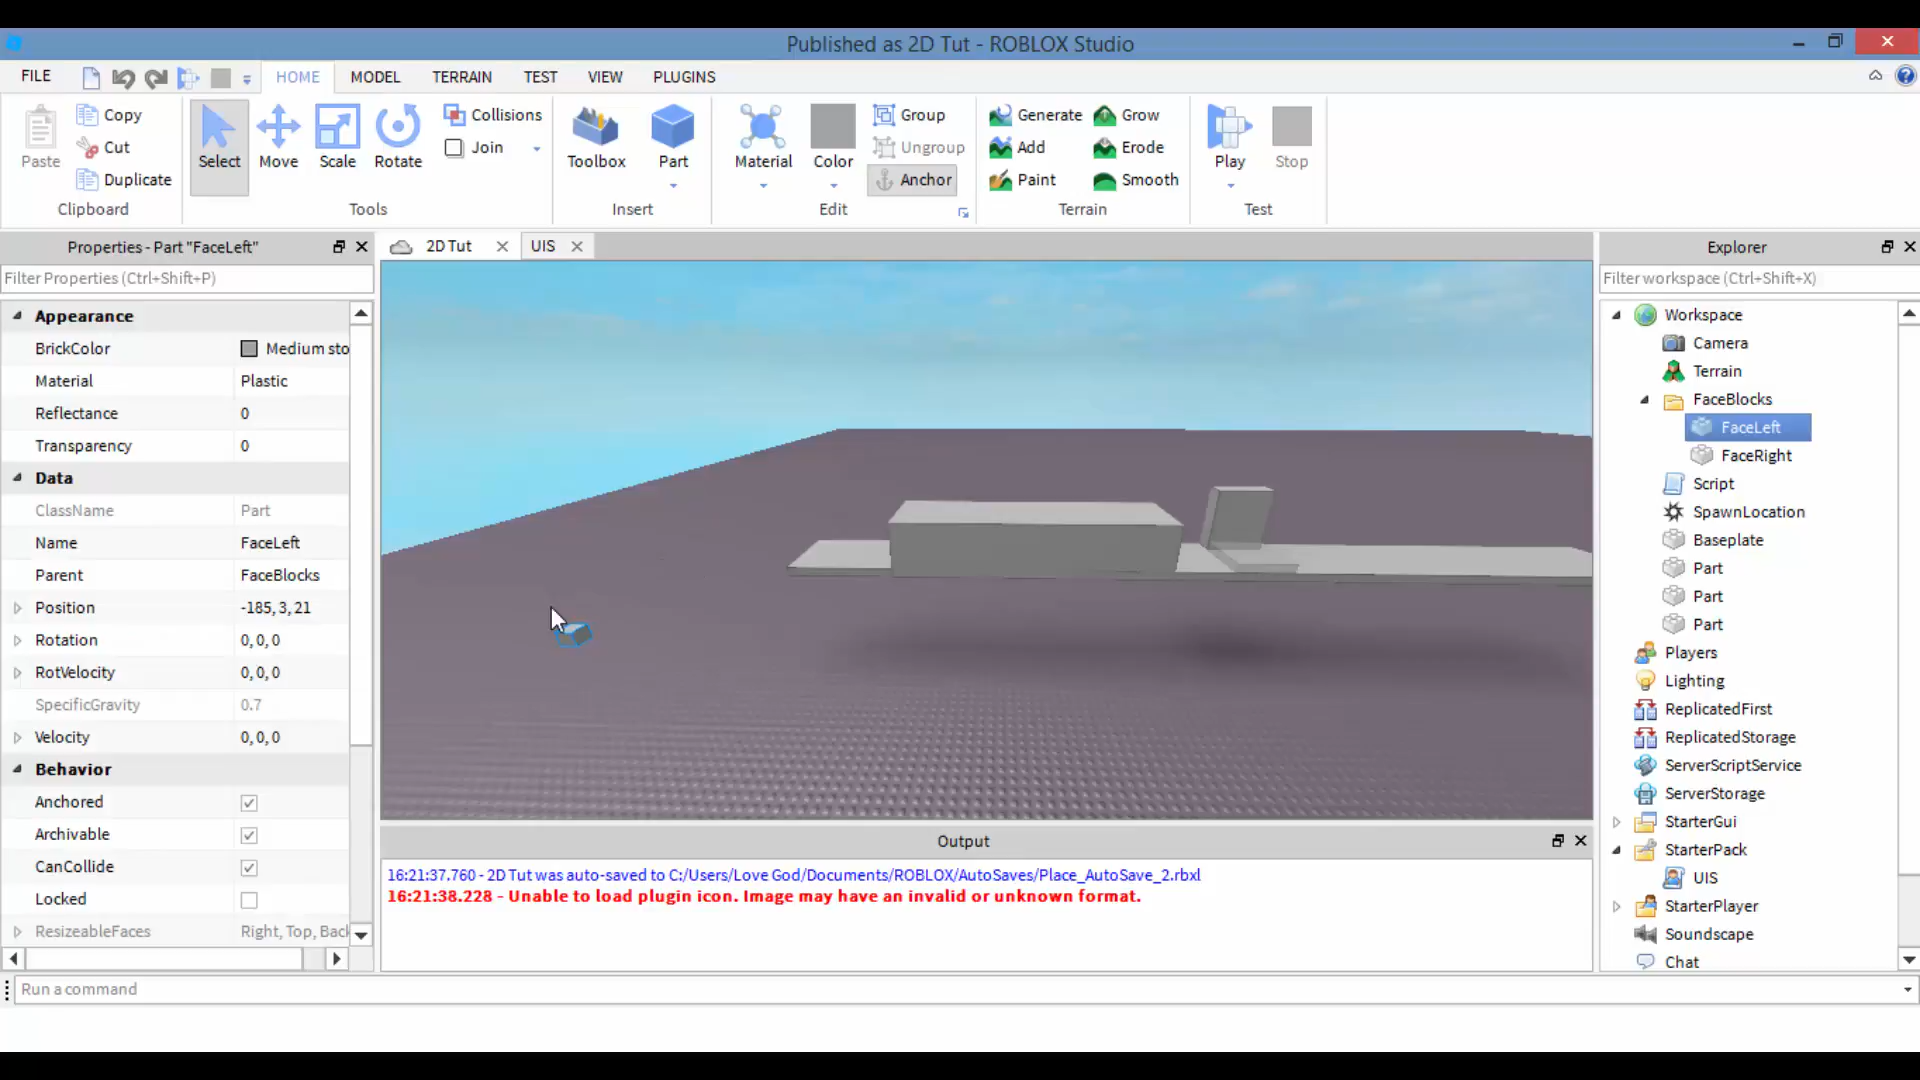 Published as 2D Tut - ROBLOX Studio
FILE HOME MODEL TERRAIN TEST VIEW PLUGINS
Paste Copy Cut Duplicate
Clipboard
Select Move Scale Rotate Collisions Join
Tools
Toolbox Part
Insert
Material Color Group Ungroup Anchor
Edit
Generate Grow
Add Erode
Paint Smooth
Terrain
Play Stop
Test
Properties - Part "FaceLeft"
Filter Properties (Ctrl+Shift+P)
Appearance
BrickColor Medium sto
Material Plastic
Reflectance 0
Transparency 0
Data
ClassName Part
Name FaceLeft
Parent FaceBlocks
Position -185, 3, 21
Rotation 0, 0, 0
RotVelocity 0, 0, 0
SpecificGravity 0.7
Velocity 0, 0, 0
Behavior
Anchored
Archivable
CanCollide
Locked
ResizeableFaces Right, Top, Back
2D Tut UIS
Output
16:21:37.760 - 2D Tut was auto-saved to C:/Users/Love God/Documents/ROBLOX/AutoSaves/Place_AutoSave_2.rbxl
16:21:38.228 - Unable to load plugin icon. Image may have an invalid or unknown format.
Explorer
Filter workspace (Ctrl+Shift+X)
Workspace
Camera
Terrain
FaceBlocks
FaceLeft
FaceRight
Script
SpawnLocation
Baseplate
Part
Part
Part
Players
Lighting
ReplicatedFirst
ReplicatedStorage
ServerScriptService
ServerStorage
StarterGui
StarterPack
UIS
StarterPlayer
Soundscape
Chat
Run a command